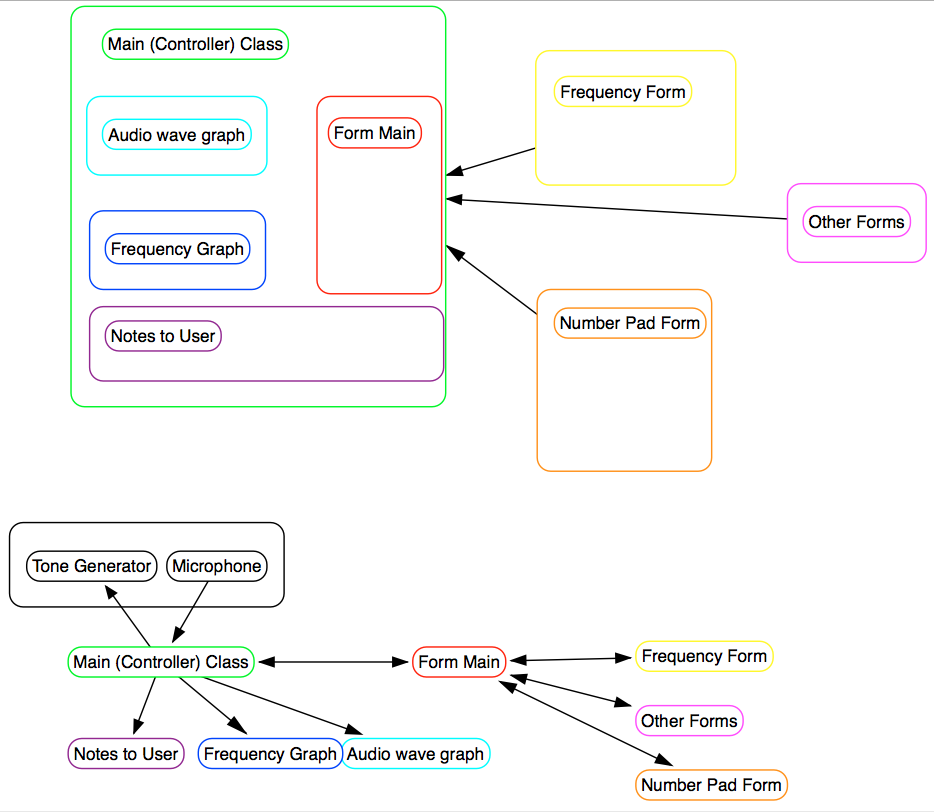 Main (Controller) Class
Audio wave graph
Form Main
Frequency Form
Other Forms
Frequency Graph
Notes to User
Number Pad Form
Tone Generator
Microphone
Main (Controller) Class
Form Main
Frequency Form
Other Forms
Notes to User
Frequency Graph
Audio wave graph
Number Pad Form